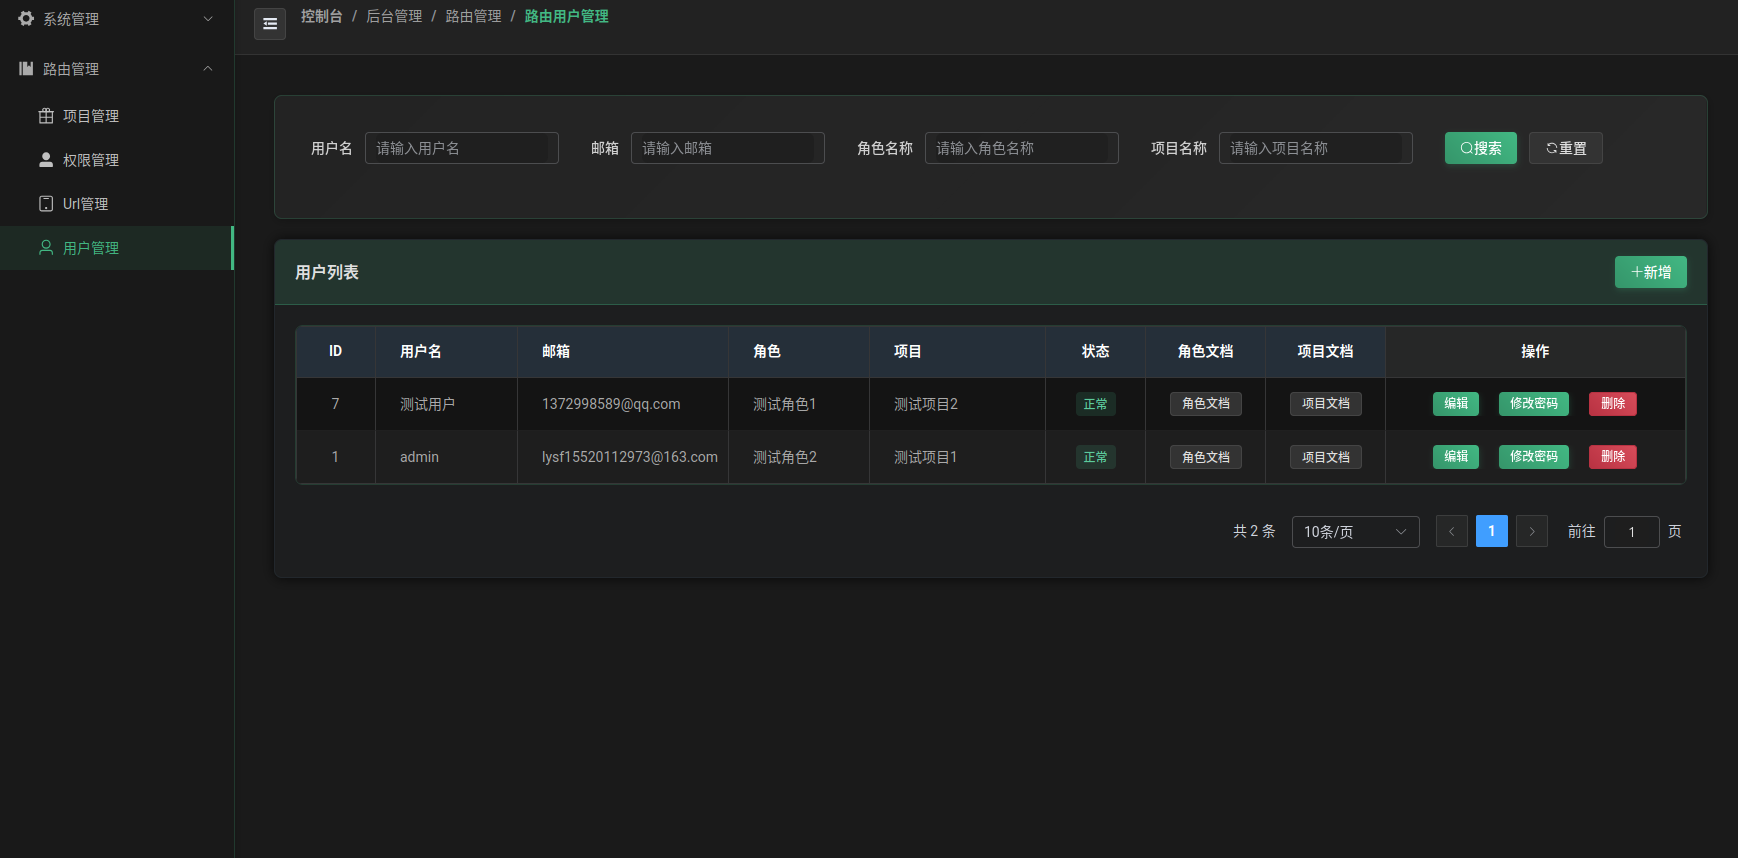 系统管理
路由管理
项目管理
权限管理
Url管理
用户管理
控制台 / 后台管理 / 路由管理 / 路由用户管理
用户名 请输入用户名 邮箱 请输入邮箱 角色名称 请输入角色名称 项目名称 请输入项目名称 搜索 重置
用户列表 新增
ID 用户名 邮箱 角色 项目 状态 角色文档 项目文档 操作
7 测试用户 1372998589@qq.com 测试角色1 测试项目2 正常 角色文档 项目文档 编辑 修改密码 删除
1 admin lysf15520112973@163.com 测试角色2 测试项目1 正常 角色文档 项目文档 编辑 修改密码 删除
共 2 条 10条/页 1 前往 1 页